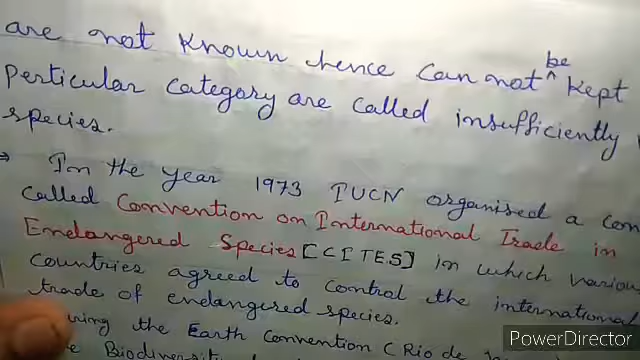 are not known hence can not be kept
Perticular category are called insufficiently
species.
→ In the year 1973 IUCN organised a
called Convention on International Trade in
Endangered Species [CITES] in which
countries agreed to control the international
trade of endangered species.
the Earth Convention (Rio de
Biodiversity
PowerDirector